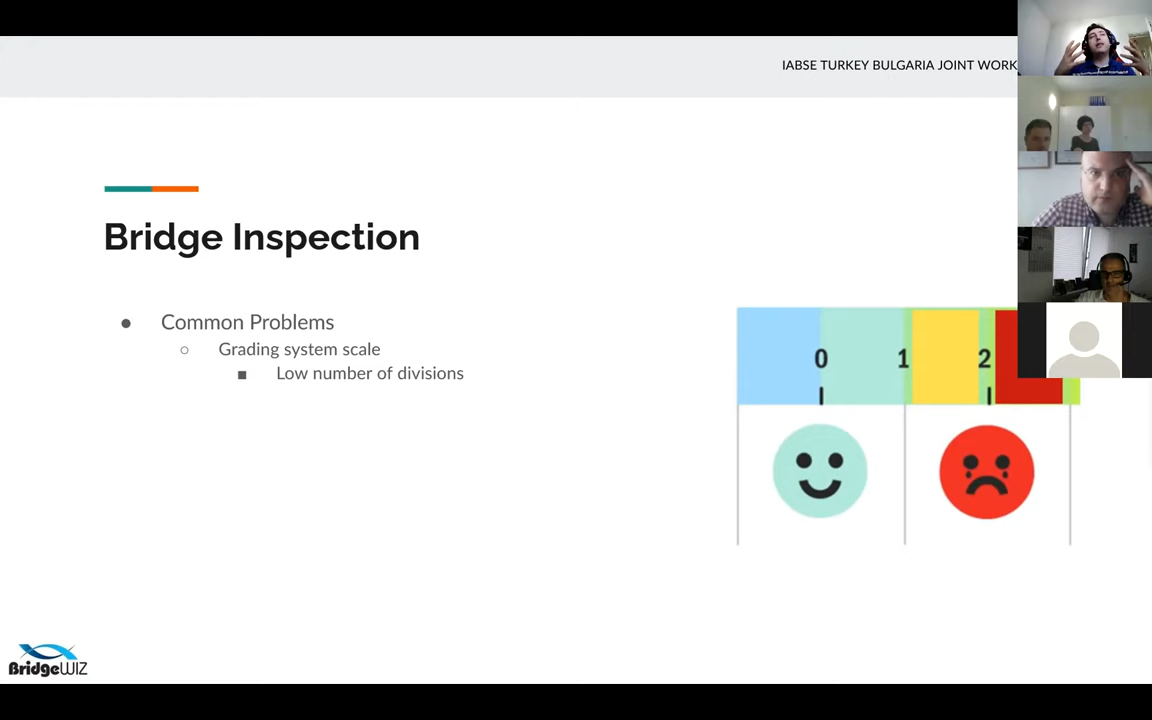 IABSE TURKEY BULGARIA JOINT WORK
Bridge Inspection
● Common Problems
○ Grading system scale
■ Low number of divisions
0 1 2
BridgeWIZ